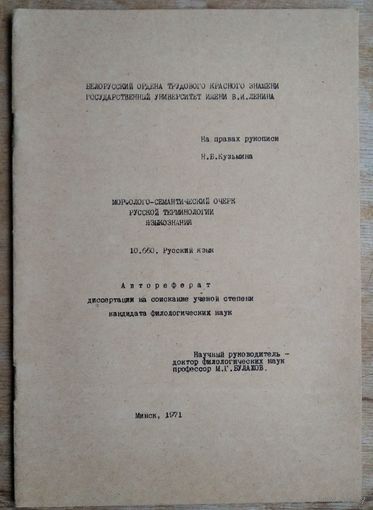 БЕЛОРУССКИЙ ОРДЕНА ТРУДОВОГО КРАСНОГО ЗНАМЕНИ
ГОСУДАРСТВЕННЫЙ УНИВЕРСИТЕТ ИМЕНИ В.И.ЛЕНИНА
На правах рукописи
Н.Б.Кузьмина
МОРФОЛОГО-СЕМАНТИЧЕСКИЙ ОЧЕРК
РУССКОЙ ТЕРМИНОЛОГИИ
ЯЗЫКОЗНАНИЯ
10.660, Русский язык
Автореферат
диссертации на соискание ученой степени
кандидата филологических наук
Научный руководитель -
доктор филологических наук
профессор М.Г.БУЛАХОВ.
Минск, 1971